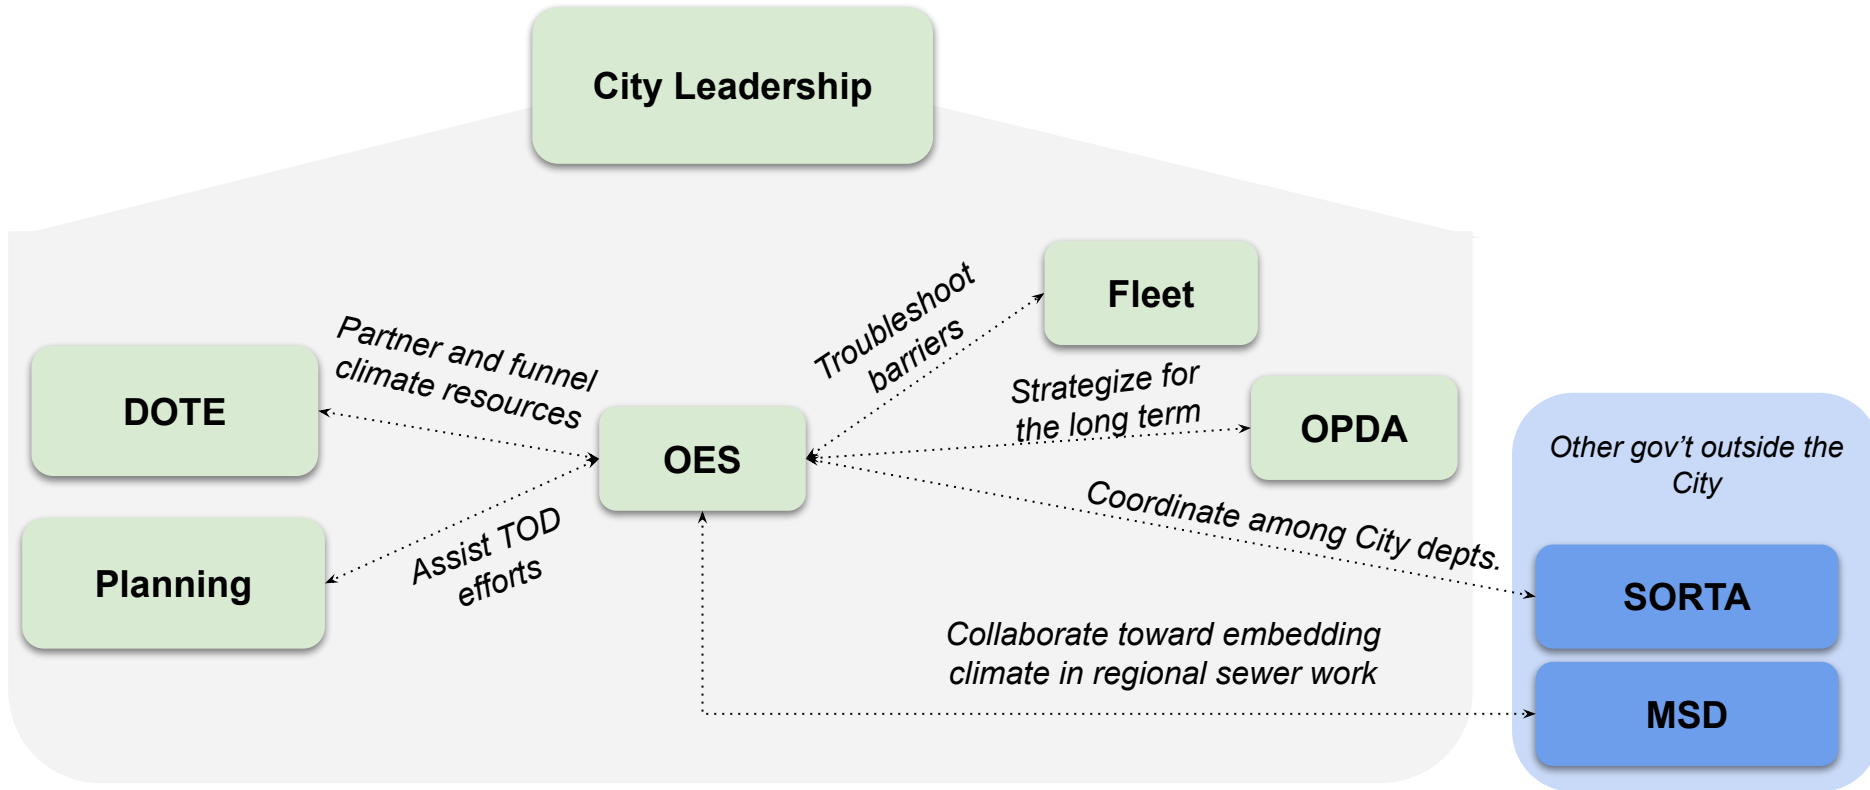 City Leadership
Fleet
Troubleshoot
barriers
Partner and funnel
climate resources
DOTE
Strategize for
the long term
OPDA
OES
Other gov’t outside the
City
Coordinate among City depts.
Assist TOD
efforts
Planning
SORTA
Collaborate toward embedding
climate in regional sewer work
MSD